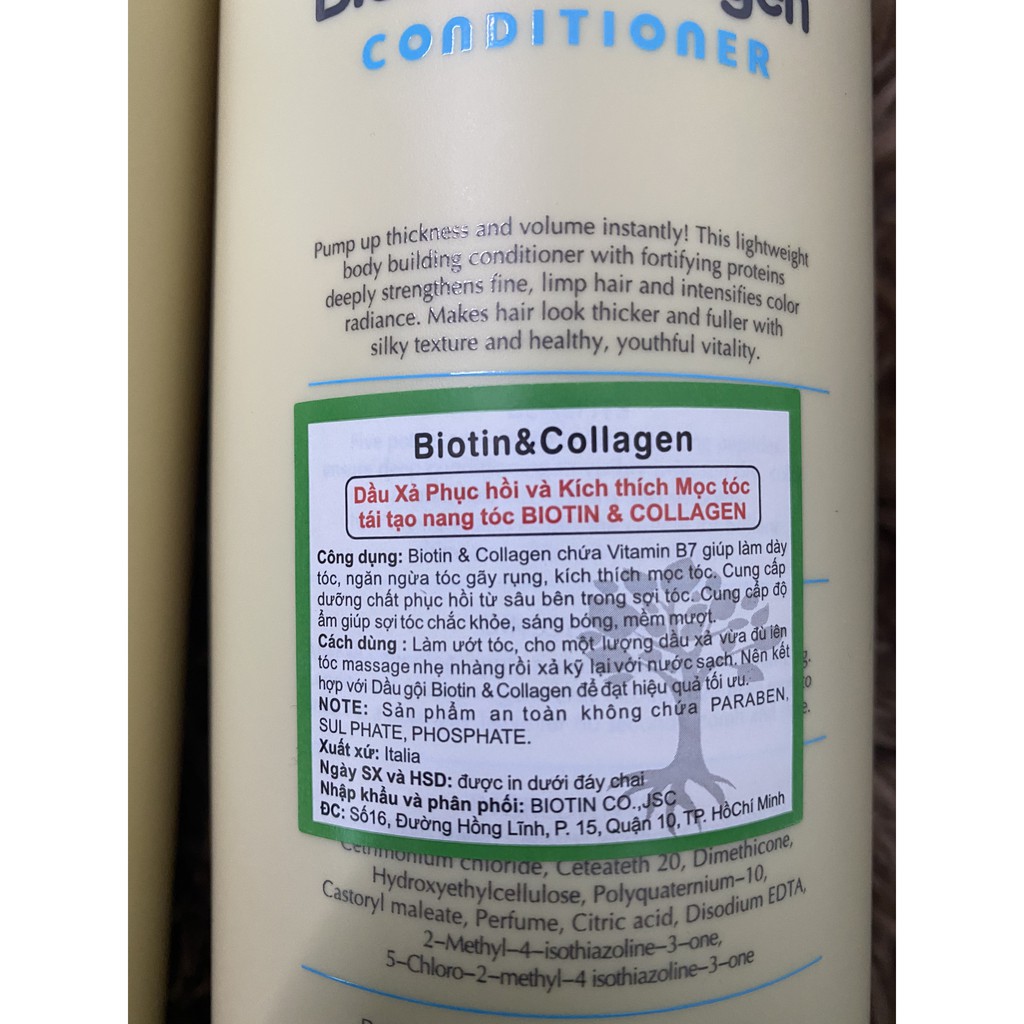 CONDITIONER
Pump up thickness and volume instantly! This lightweight
body building conditioner with fortifying proteins
deeply strengthens fine, limp hair and intensifies color
radiance. Makes hair look thicker and fuller with
silky texture and healthy, youthful vitality.
Biotin&Collagen
Dầu Xả Phục hồi và Kích thích Mọc tóc
tái tạo nang tóc BIOTIN & COLLAGEN
Công dụng: Biotin & Collagen chứa Vitamin B7 giúp làm dày
tóc, ngăn ngừa tóc gãy rụng, kích thích mọc tóc. Cung cấp
dưỡng chất phục hồi từ sâu bên trong sợi tóc. Cung cấp độ
ẩm giúp sợi tóc chắc khỏe, sáng bóng, mềm mượt.
Cách dùng : Làm ướt tóc, cho một lượng dầu xả vừa đủ lên
tóc massage nhẹ nhàng rồi xả kỹ lại với nước sạch. Nên kết
hợp với Dầu gội Biotin & Collagen để đạt hiệu quả tối ưu.
NOTE: Sản phẩm an toàn không chứa PARABEN,
SUL PHATE, PHOSPHATE.
Xuất xứ: Italia
Ngày SX và HSD: được in dưới đáy chai
Nhập khẩu và phân phối: BIOTIN CO.,JSC
ĐC: Số16, Đường Hồng Lĩnh, P. 15, Quận 10, TP. HồChí Minh
Cetrimonium chloride, Ceteateth 20, Dimethicone,
Hydroxyethylcellulose, Polyquaternium-10,
Castoryl maleate, Perfume, Citric acid, Disodium EDTA,
2-Methyl-4-isothiazoline-3-one,
5-Chloro-2-methyl-4 isothiazoline-3-one